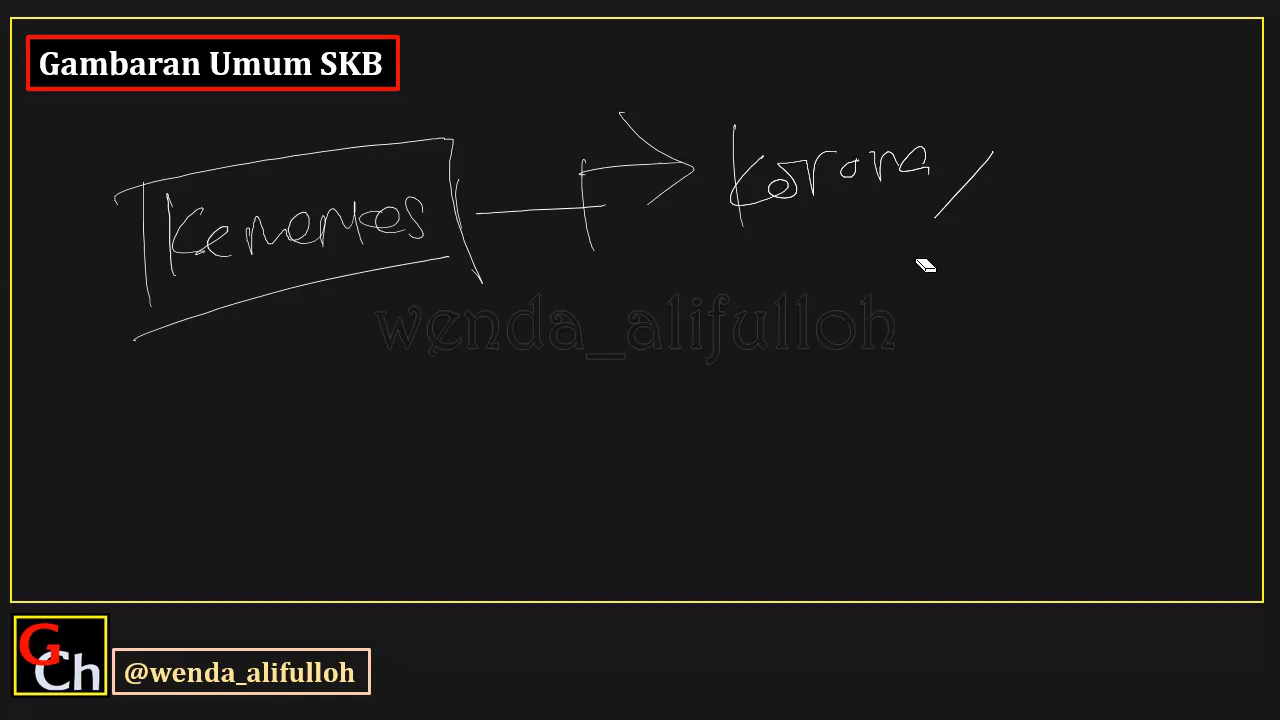 Gambaran Umum SKB
Kemenkes
Korona /
wenda_alifulloh
GCh
@wenda_alifulloh